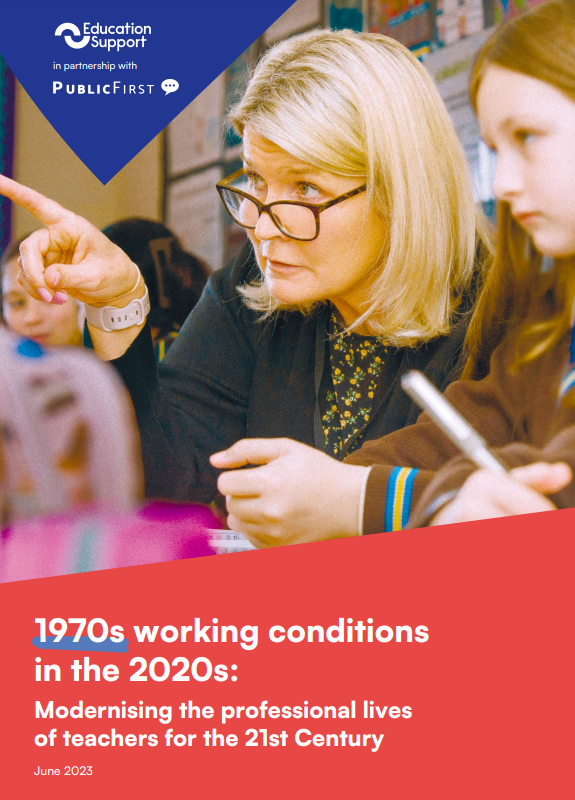 Education
Support
in partnership with
PUBLICFIRST
1970s working conditions
in the 2020s:
Modernising the professional lives
of teachers for the 21st Century
June 2023